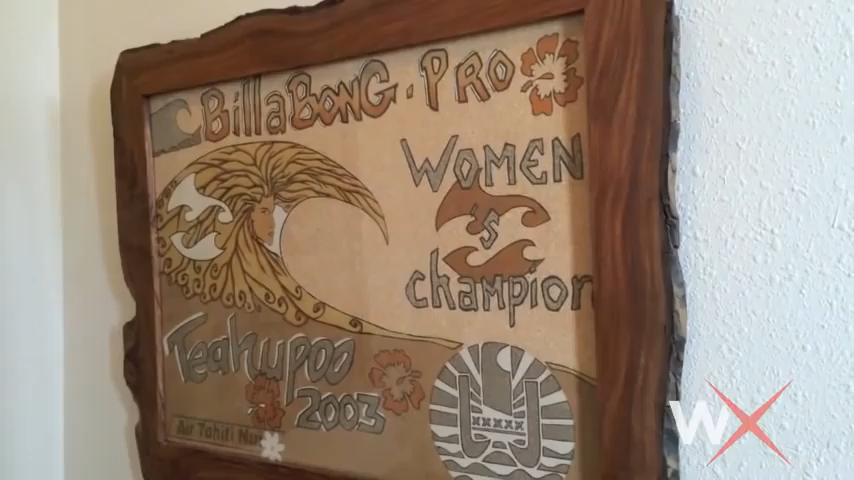 BillaBONG . PRO
WOMEN
's
champion
Teahupoo
2003
Air Tahiti Nui
WX